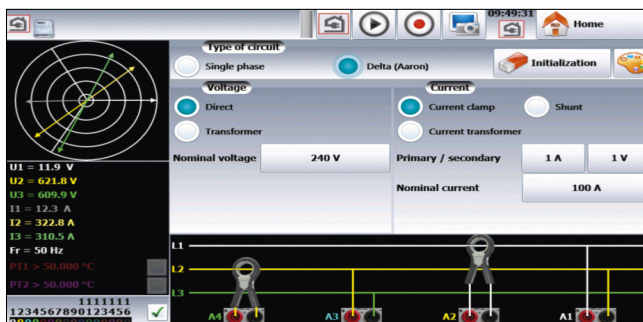 09:49:31
Home
Type of circuit
Single phase
Delta (Aaron)
Initialization
Voltage
Current
Direct
Current clamp
Shunt
Transformer
Current transformer
Nominal voltage
240 V
Primary / secondary
1 A
1 V
Nominal current
100 A
U1 = 11.9 V
U2 = 621.8 V
U3 = 609.9 V
I1 = 12.3 A
I2 = 322.8 A
I3 = 310.5 A
Fr = 50 Hz
PT1 > 50.000 °C
PT2 > 50.000 °C
1111111
1234567890123456
L1
L2
L3
A4
A3
A2
A1